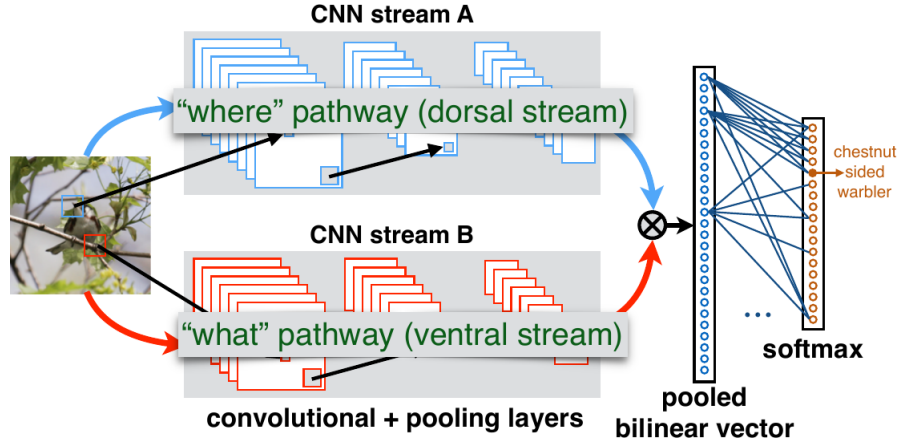 CNN stream A
“where” pathway (dorsal stream)
chestnut
sided
warbler
CNN stream B
“what” pathway (ventral stream)
softmax
convolutional + pooling layers
pooled
bilinear vector